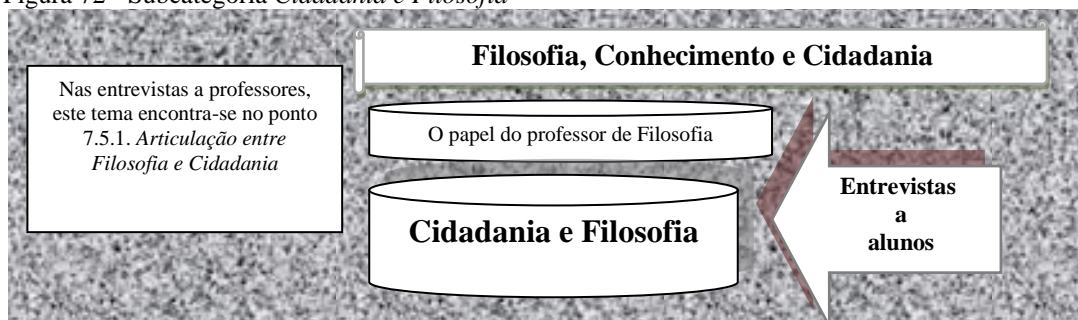 Figura 72 - Subcategoria Cidadania e Filosofia
Filosofia, Conhecimento e Cidadania
Nas entrevistas a professores,
este tema encontra-se no ponto
7.5.1. Articulação entre
Filosofia e Cidadania
O papel do professor de Filosofia
Cidadania e Filosofia
Entrevistas
a
alunos